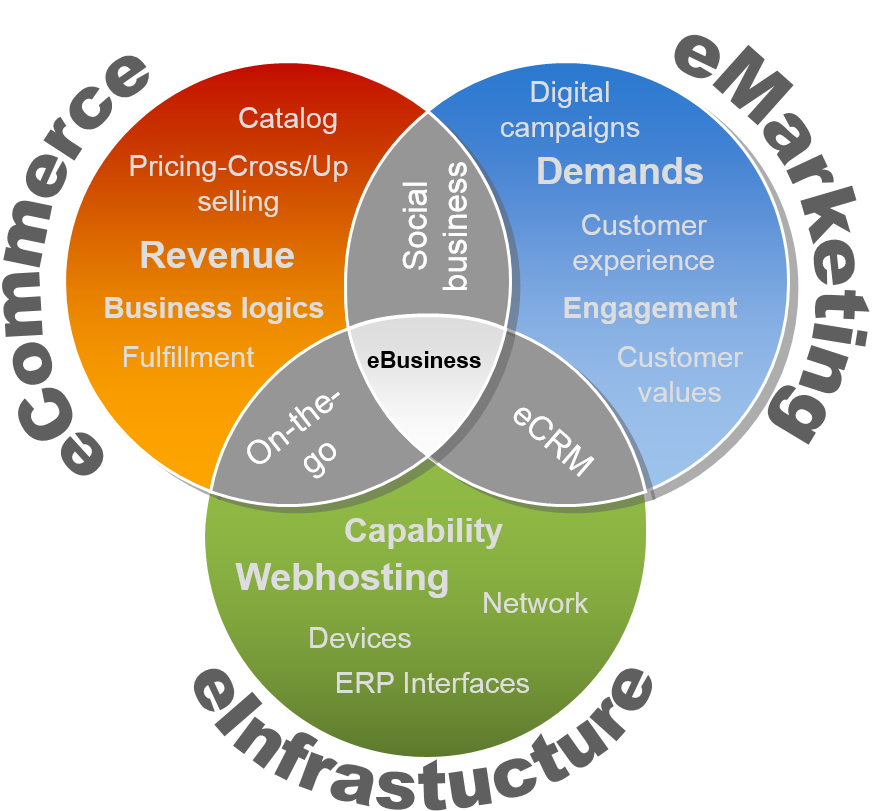 eCommerce
eMarketing
Catalog
Pricing-Cross/Up
selling
Revenue
Business logics
Fulfillment
Social
business
Digital
campaigns
Demands
Customer
experience
Engagement
Customer
values
eBusiness
On-the-
go
eCRM
Capability
Webhosting
Network
Devices
ERP Interfaces
eInfrastucture